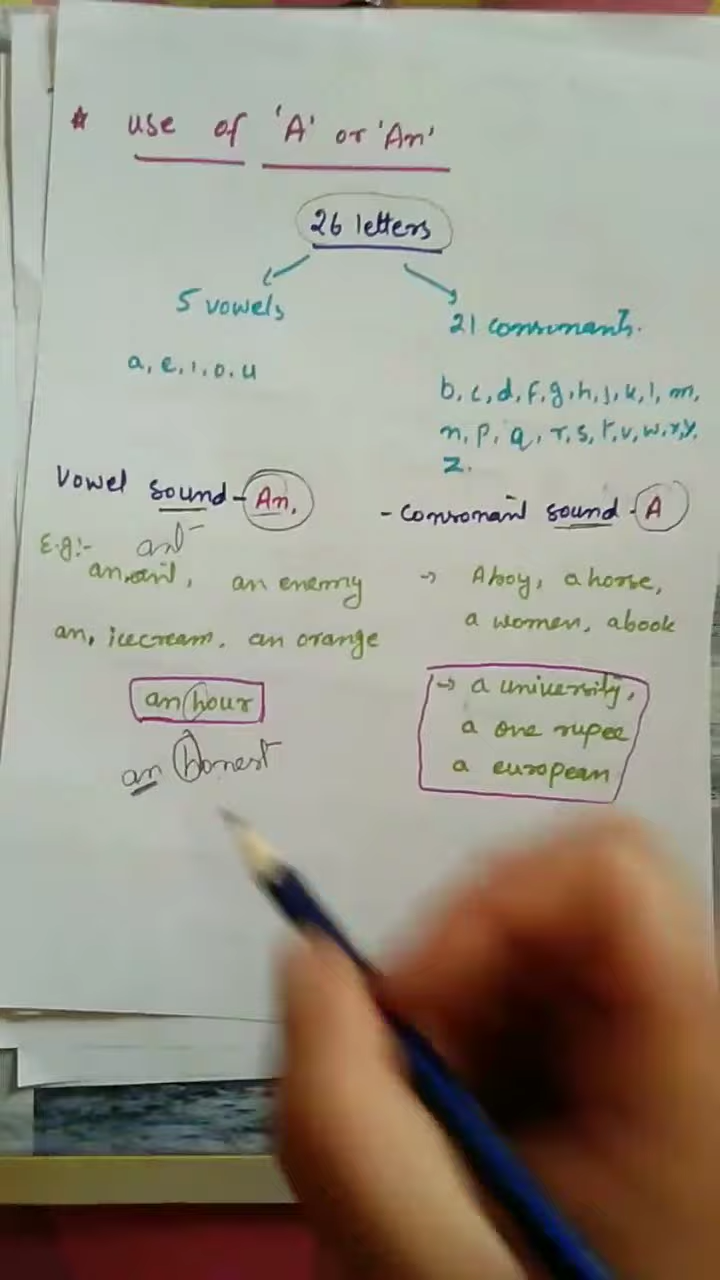 * use of 'A' or 'An'
26 letters
5 vowels
21 consonants.
a, e, i, o, u
b, c, d, f, g, h, j, k, l, m,
n, p, q, r, s, t, v, w, x, y,
z.
Vowel sound - An,
- Consonant sound - A
E.g:- ant
an, an enemy
an, icecream, an orange
→ A boy, a horse,
a women, a book
an hour
an honest
→ a university,
a one rupee
a european